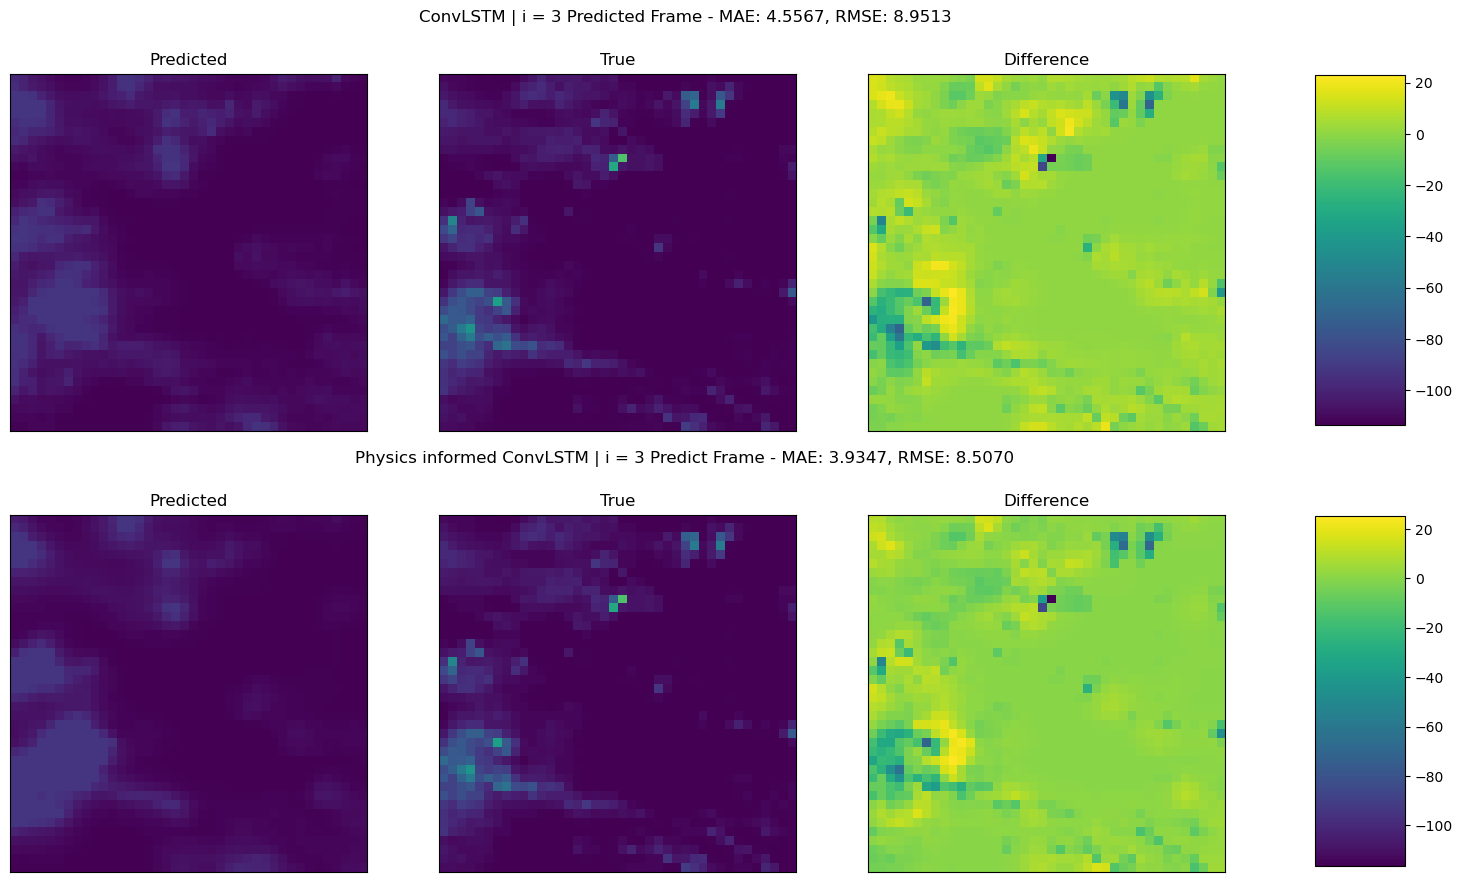 ConvLSTM | i = 3 Predicted Frame - MAE: 4.5567, RMSE: 8.9513
Predicted
True
Difference
20
0
−20
−40
−60
−80
−100
Physics informed ConvLSTM | i = 3 Predict Frame - MAE: 3.9347, RMSE: 8.5070
Predicted
True
Difference
20
0
−20
−40
−60
−80
−100